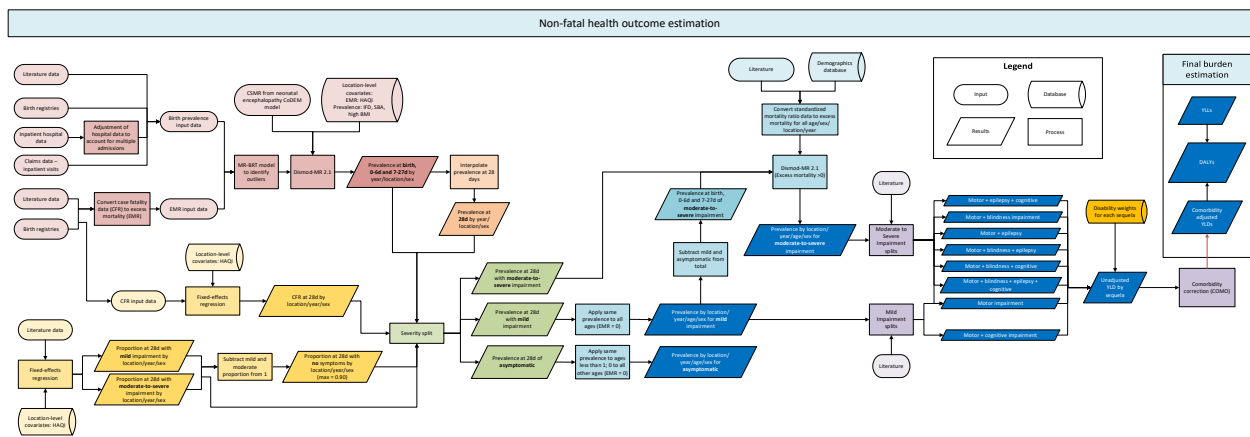 Non-fatal health outcome estimation
Literature data
Birth registries
Inpatient hospital
data
Claims data –
inpatient visits
Adjustment of
hospital data to
account for multiple
admissions
Birth prevalence
input data
Literature data
Birth registries
Convert case fatality
data (CFR) to excess
mortality (EMR)
EMR input data
CSMR from neonatal
encephalopathy CoDEM
model
Location-level
covariates:
EMR: HAQI
Prevalence: IFD, SBA,
high BMI
MR-BRT model
to identify
outliers
Dismod-MR 2.1
Prevalence at birth,
0-6d and 7-27d by
year/location/sex
Interpolate
prevalence at 28
days
Prevalence at
28d by year/
location/sex
Location-level
covariates: HAQI
CFR input data
Fixed-effects
regression
CFR at 28d by
location/year/sex
Literature data
Fixed-effects
regression
Location-level
covariates: HAQI
Proportion at 28d with
mild impairment by
location/year/sex
Proportion at 28d with
moderate-to-severe
impairment by
location/year/sex
Subtract mild and
moderate
proportion from 1
Proportion at 28d with
no symptoms by
location/year/sex
(max = 0.90)
Severity split
Prevalence at 28d
with moderate-to-
severe impairment
Prevalence at 28d
with mild
impairment
Prevalence at 28d of
asymptomatic
Apply same
prevalence to all
ages (EMR = 0)
Apply same
prevalence to ages
less than 1; 0 to all
other ages (EMR = 0)
Prevalence by location/
year/age/sex for mild
impairment
Prevalence by location/
year/age/sex for
asymptomatic
Subtract mild and
asymptomatic from
total
Prevalence at birth,
0-6d and 7-27d of
moderate-to-
severe impairment
Literature
Demographics
database
Convert standardized
mortality ratio data to excess
mortality for all age/sex/
location/year
Dismod-MR 2.1
(Excess mortality >0)
Prevalence by location/
year/age/sex for
moderate-to-severe
impairment
Literature
Moderate to
Severe
impairment
splits
Mild
impairment
splits
Literature
Motor + epilepsy + cognitive
Motor + blindness impairment
Motor + epilepsy
Motor + blindness + epilepsy
Motor + blindness + cognitive
Motor + blindness + epilepsy +
cognitive
Motor impairment
Motor + cognitive impairment
Disability weights
for each sequela
Unadjusted
YLD by
sequela
Comorbidity
correction (COMO)
Legend
Input
Database
Results
Process
Final burden
estimation
YLLs
DALYs
Comorbidity
adjusted
YLDs